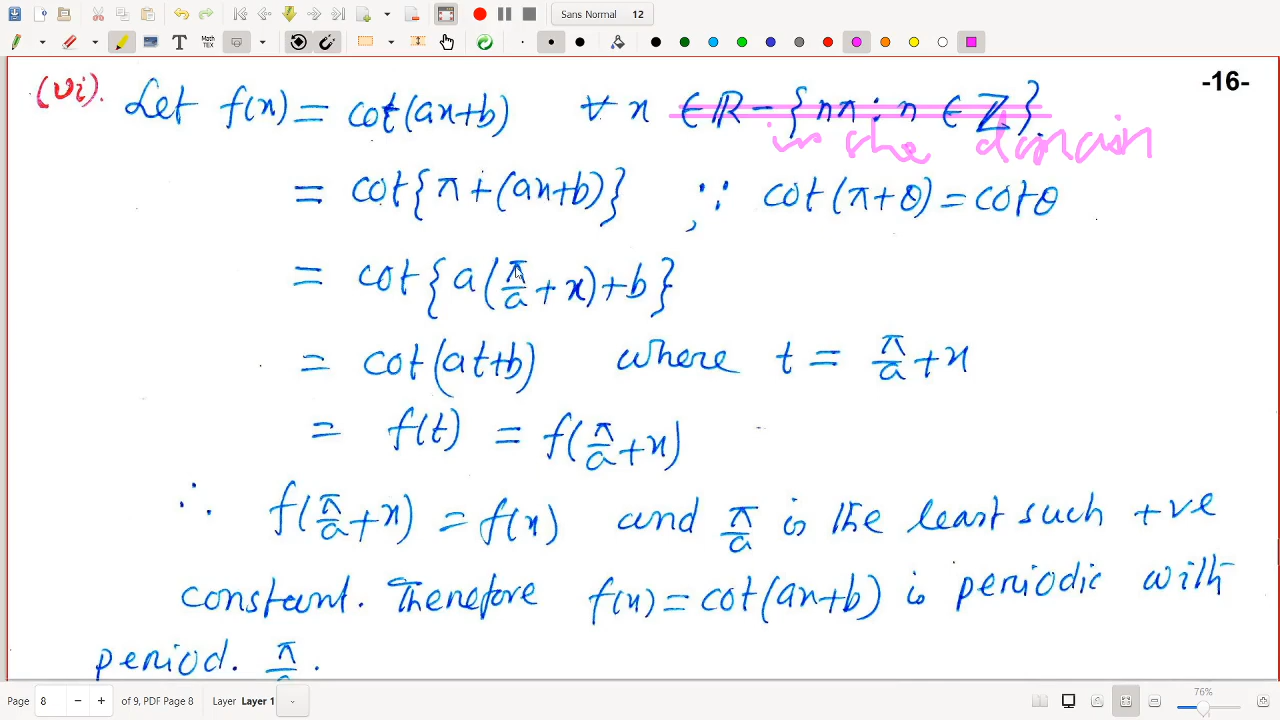 Sans Normal 12
MATH TEX
-16-
(vi). Let f(x) = cot(ax+b) ∀ x ∈ ℝ - {nπ : n ∈ ℤ}.
in the domain
= cot{π+(ax+b)} , ∵ cot(π+θ) = cotθ
= cot{a(π/a + x)+b}
= cot(at+b) where t = π/a + x
= f(t) = f(π/a + x)
∴ f(π/a + x) = f(x) and π/a is the least such +ve
constant. Therefore f(x) = cot(ax+b) is periodic with
period. π/a.
Page 8 of 9, PDF Page 8 Layer Layer 1 76%